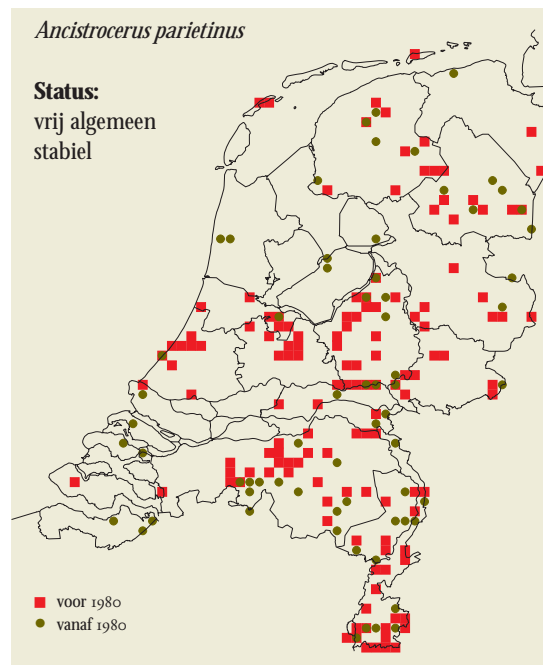 Ancistrocerus parietinus
Status:
vrij algemeen
stabiel
voor 1980
vanaf 1980